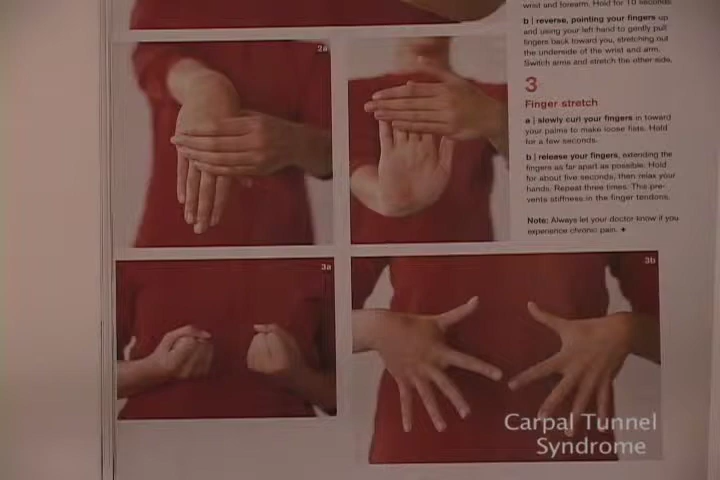 wrist and forearm. Hold for 10 seconds.
b | reverse, pointing your fingers up
and using your left hand to gently pull
fingers back toward you, stretching out
the underside of the wrist and arm.
Switch arms and stretch the other side.
3
Finger stretch
a | slowly curl your fingers in toward
your palms to make loose fists. Hold
for a few seconds.
b | release your fingers, extending the
fingers as far apart as possible. Hold
for about five seconds, then relax your
hands. Repeat three times. This pre-
vents stiffness in the finger tendons.
Note: Always let your doctor know if you
experience chronic pain.
2a
3a
3b
Carpal Tunnel
Syndrome